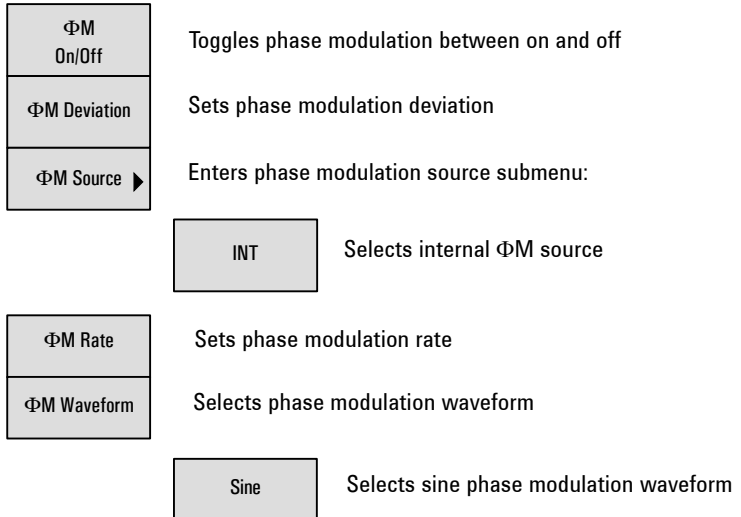 ΦM
On/Off
Toggles phase modulation between on and off
ΦM Deviation
Sets phase modulation deviation
ΦM Source
Enters phase modulation source submenu:
INT
Selects internal ΦM source
ΦM Rate
Sets phase modulation rate
ΦM Waveform
Selects phase modulation waveform
Sine
Selects sine phase modulation waveform